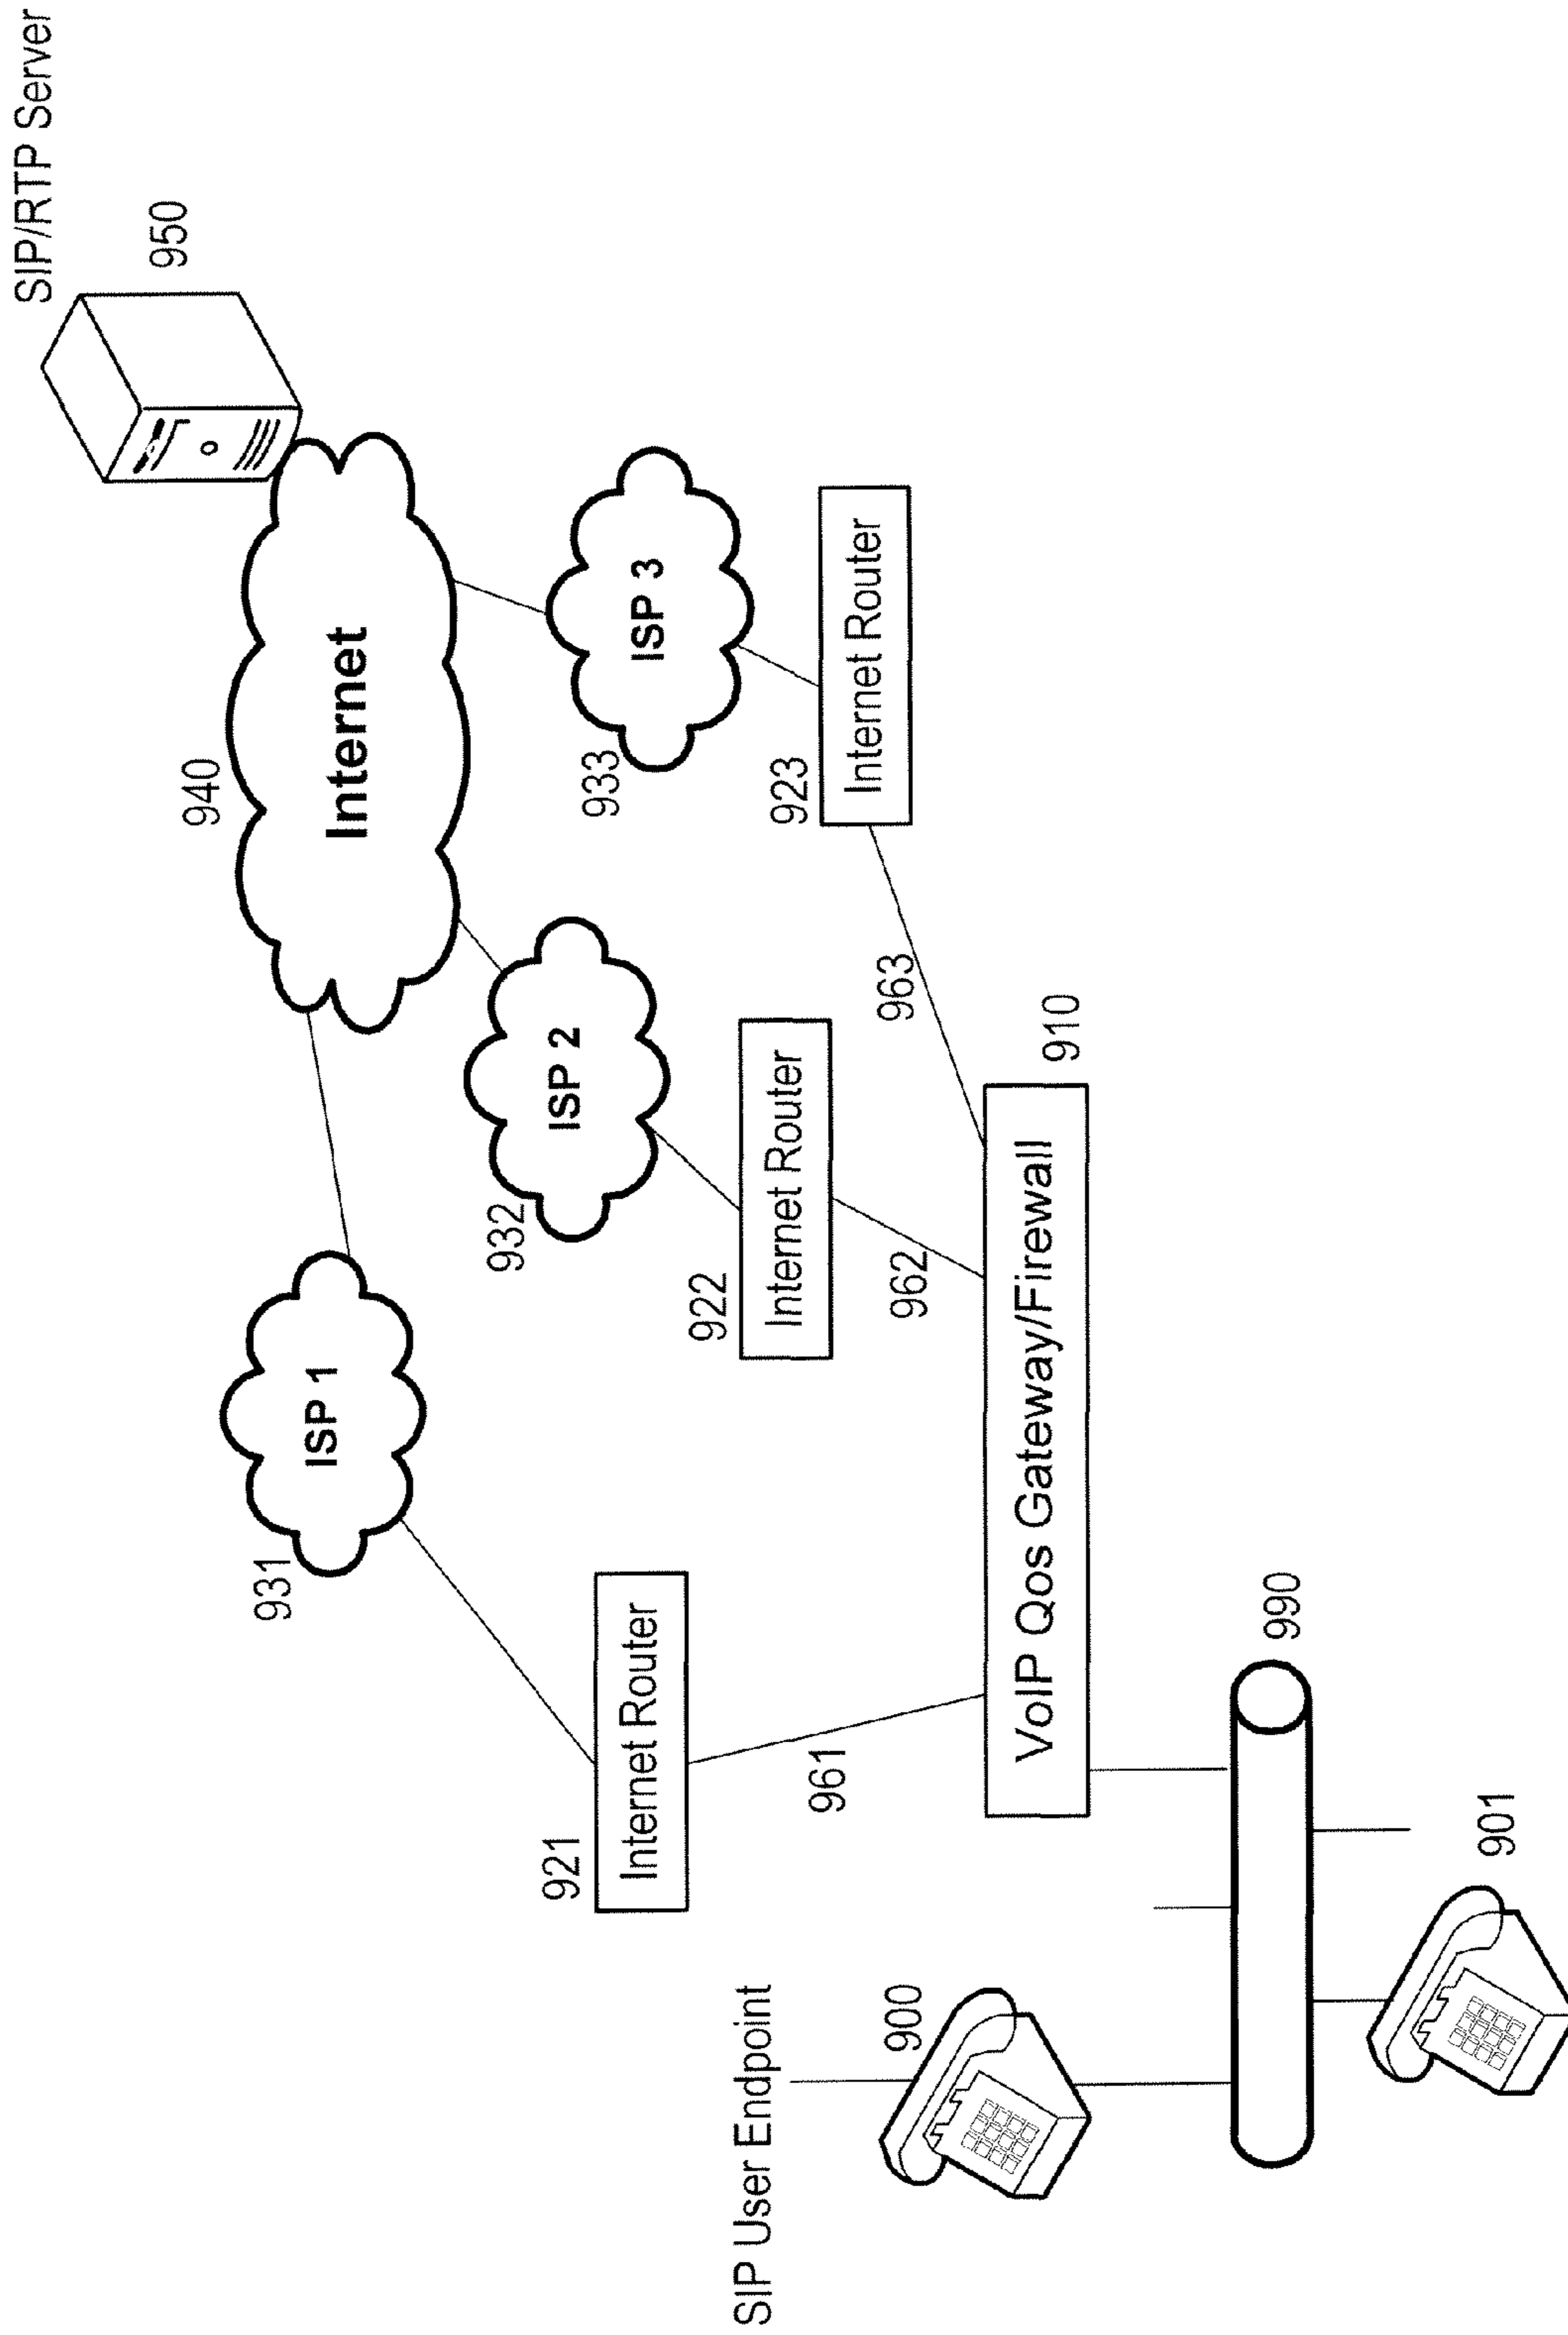 SIP/RTP Server
950
940
Internet
931
ISP 1
932
ISP 2
933
ISP 3
921
Internet Router
922
Internet Router
923
Internet Router
961
962
963
SIP User Endpoint
900
VoIP Qos Gateway/Firewall
910
990
901